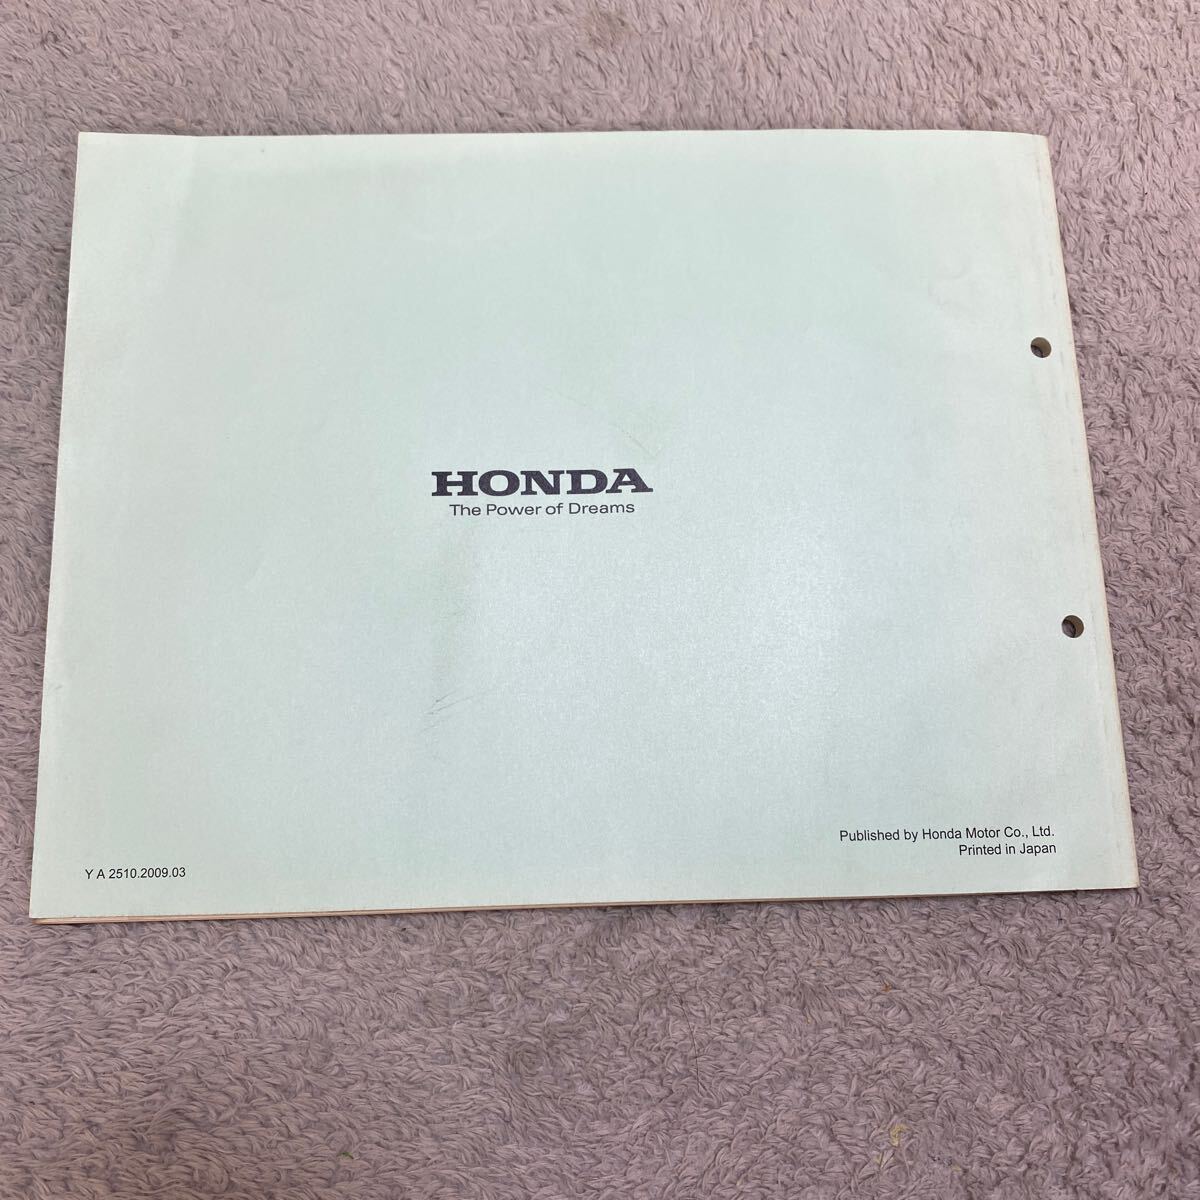 HONDA
The Power of Dreams
Published by Honda Motor Co., Ltd.
Printed in Japan
Y A 2510.2009.03